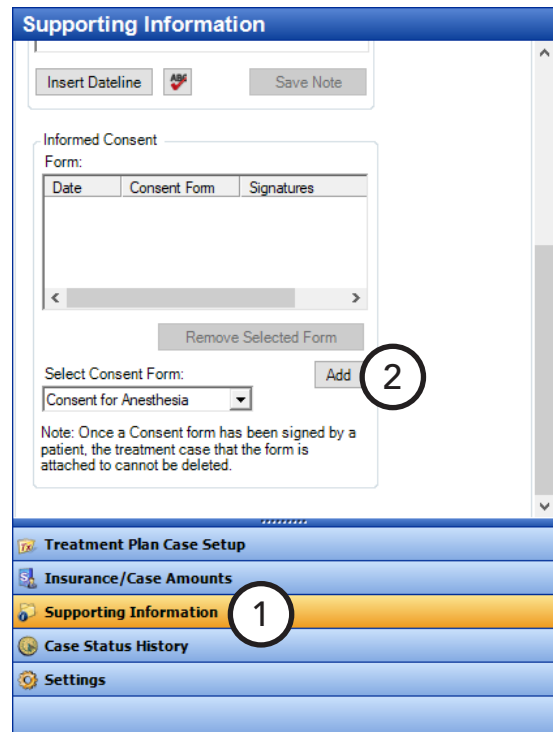 Supporting Information
Insert Dateline ABC Save Note
Informed Consent
Form:
Date Consent Form Signatures
Remove Selected Form
Select Consent Form: Add 2
Consent for Anesthesia
Note: Once a Consent form has been signed by a
patient, the treatment case that the form is
attached to cannot be deleted.
Treatment Plan Case Setup
Insurance/Case Amounts
Supporting Information 1
Case Status History
Settings